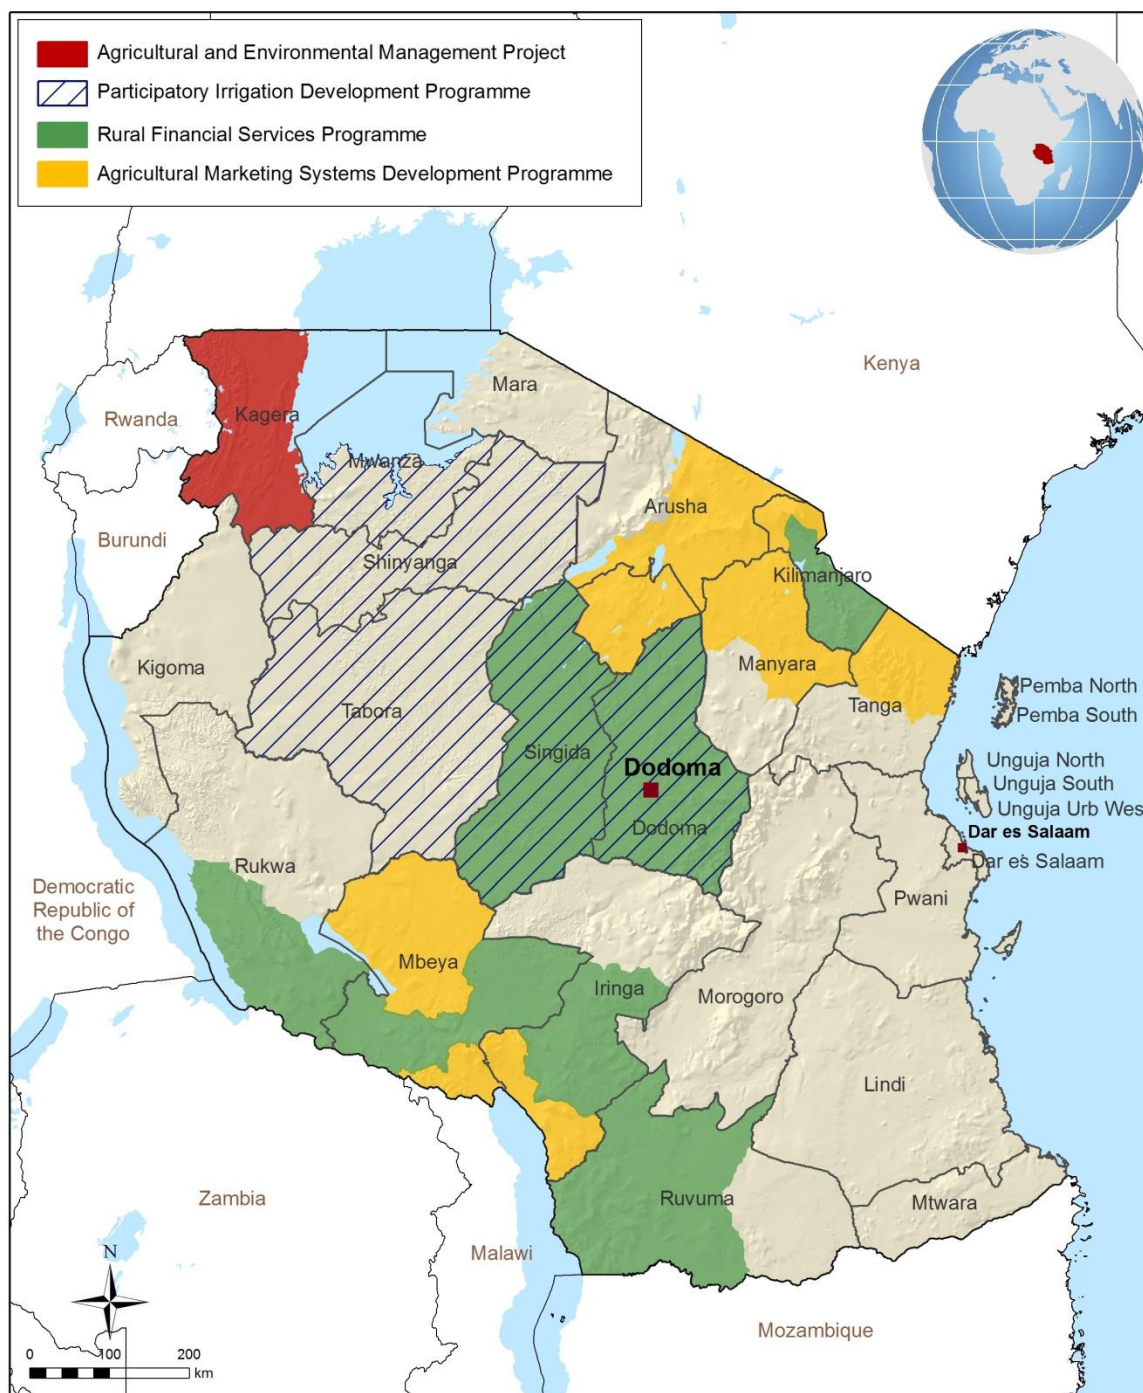 Agricultural and Environmental Management Project
Participatory Irrigation Development Programme
Rural Financial Services Programme
Agricultural Marketing Systems Development Programme
Kenya
Mara
Rwanda
Kagera
Mwanza
Arusha
Burundi
Shinyanga
Kilimanjaro
Kigoma
Manyara
Pemba North
Tabora
Tanga
Pemba South
Singida
Unguja North
Dodoma
Unguja South
Unguja Urb Wes
Dodoma
Dar es Salaam
Dar es Salaam
Rukwa
Democratic
Republic of
the Congo
Pwani
Mbeya
Iringa
Morogoro
Lindi
Zambia
Ruvuma
Mtwara
Malawi
N
Mozambique
0 100 200
km